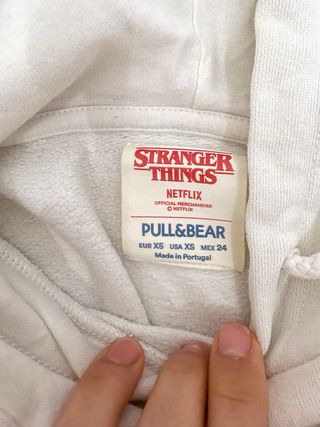 STRANGER
THINGS
NETFLIX
OFFICIAL MERCHANDISE
© NETFLIX
PULL&BEAR
EUR XS USA XS MEX 24
Made in Portugal